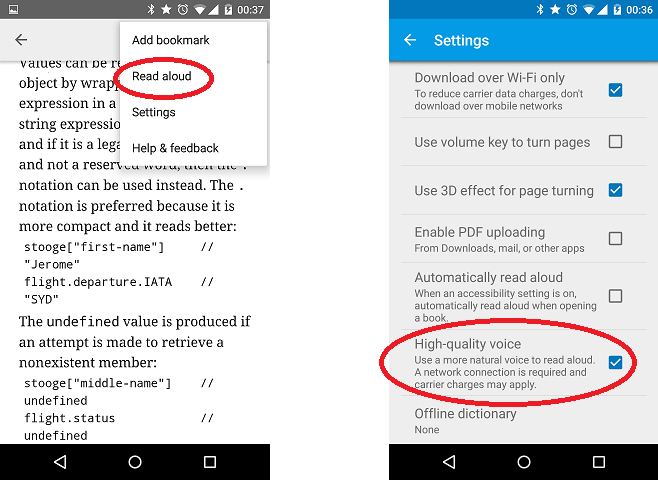 00:37
Add bookmark
Read aloud
Settings
Help & feedback
Values can be re
object by wrapp
expression in a
string expressio
and if it is a lega
and not a reserved word, then the .
notation can be used instead. The .
notation is preferred because it is
more compact and it reads better:
stooge["first-name"] //
"Jerome"
flight.departure.IATA //
"SYD"
The undefined value is produced if
an attempt is made to retrieve a
nonexistent member:
stooge["middle-name"] //
undefined
flight.status //
undefined
00:36
Settings
Download over Wi-Fi only
To reduce carrier data charges, don't
download over mobile networks
Use volume key to turn pages
Use 3D effect for page turning
Enable PDF uploading
From Downloads, mail, or other apps
Automatically read aloud
When an accessibility setting is on,
automatically read aloud when opening
a book.
High-quality voice
Use a more natural voice to read aloud.
A network connection is required and
carrier charges may apply.
Offline dictionary
None